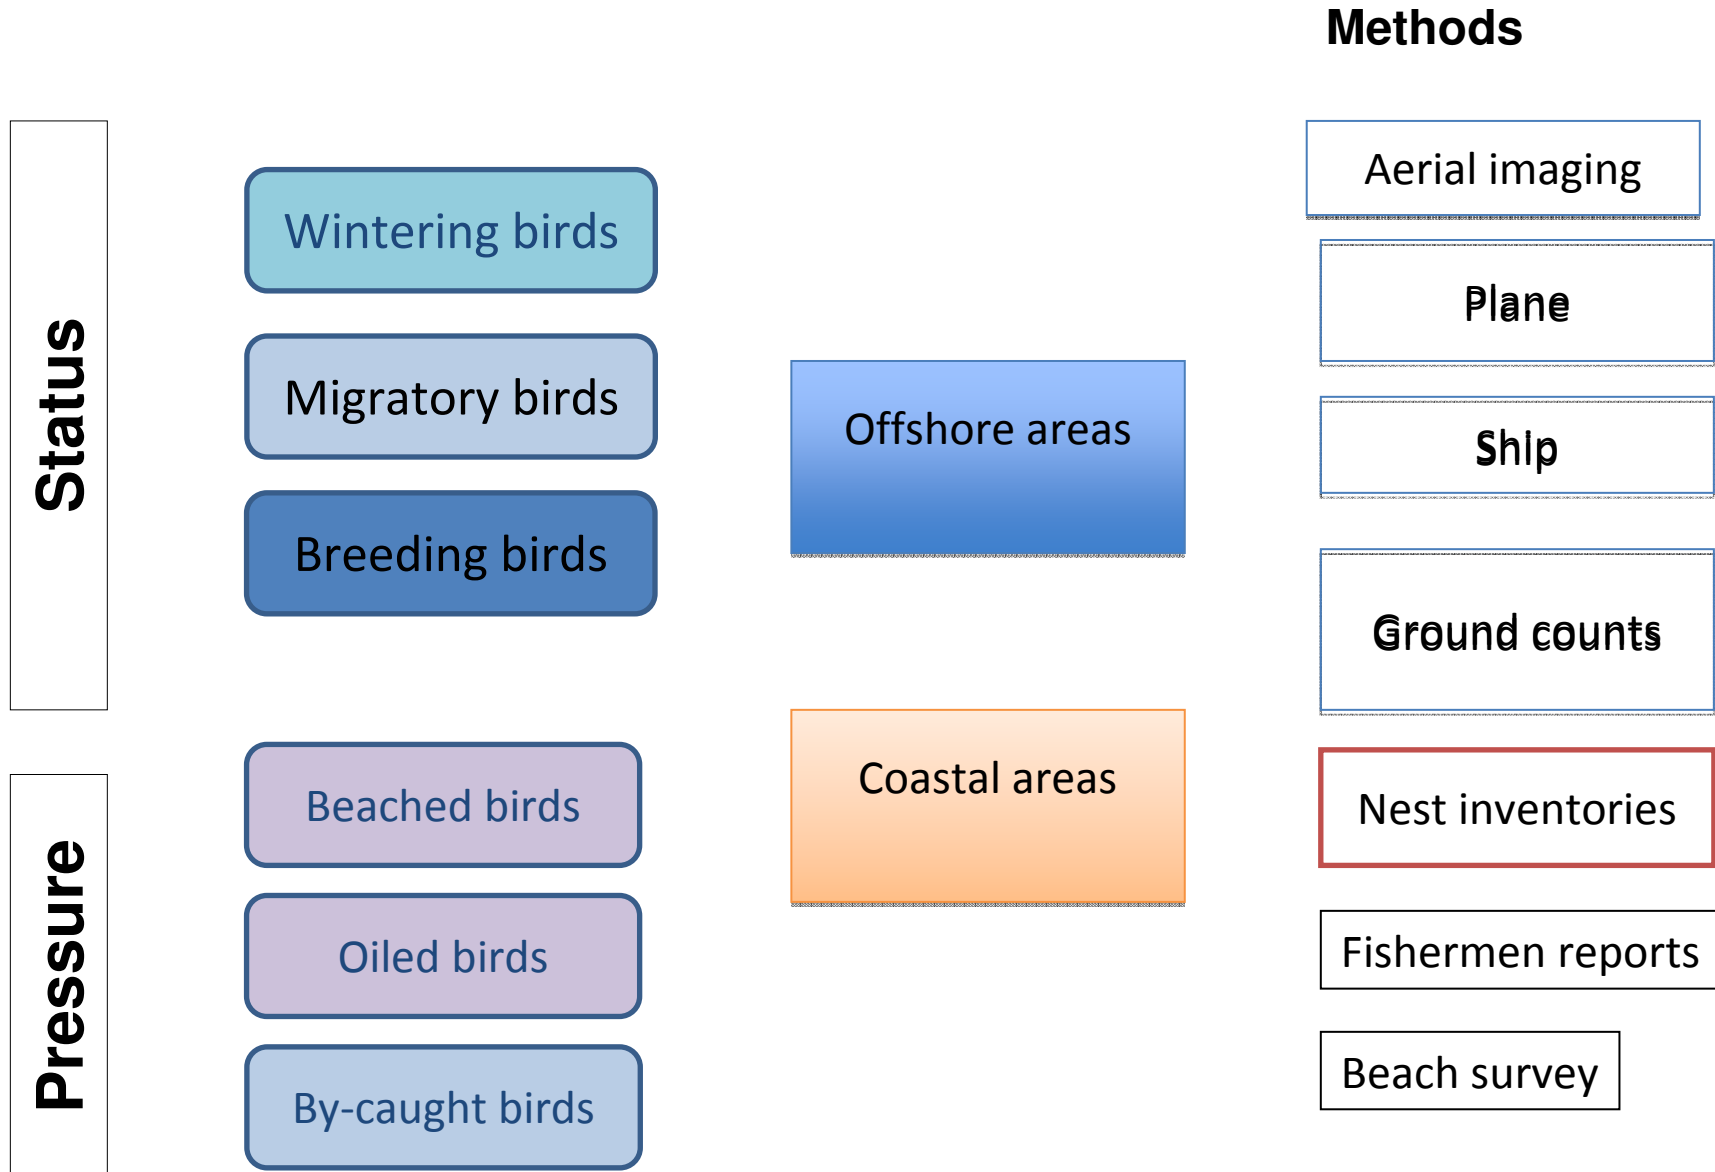 Methods
Status
Wintering birds
Migratory birds
Breeding birds
Pressure
Beached birds
Oiled birds
By-caught birds
Offshore areas
Coastal areas
Aerial imaging
Plane
Ship
Ground counts
Nest inventories
Fishermen reports
Beach survey